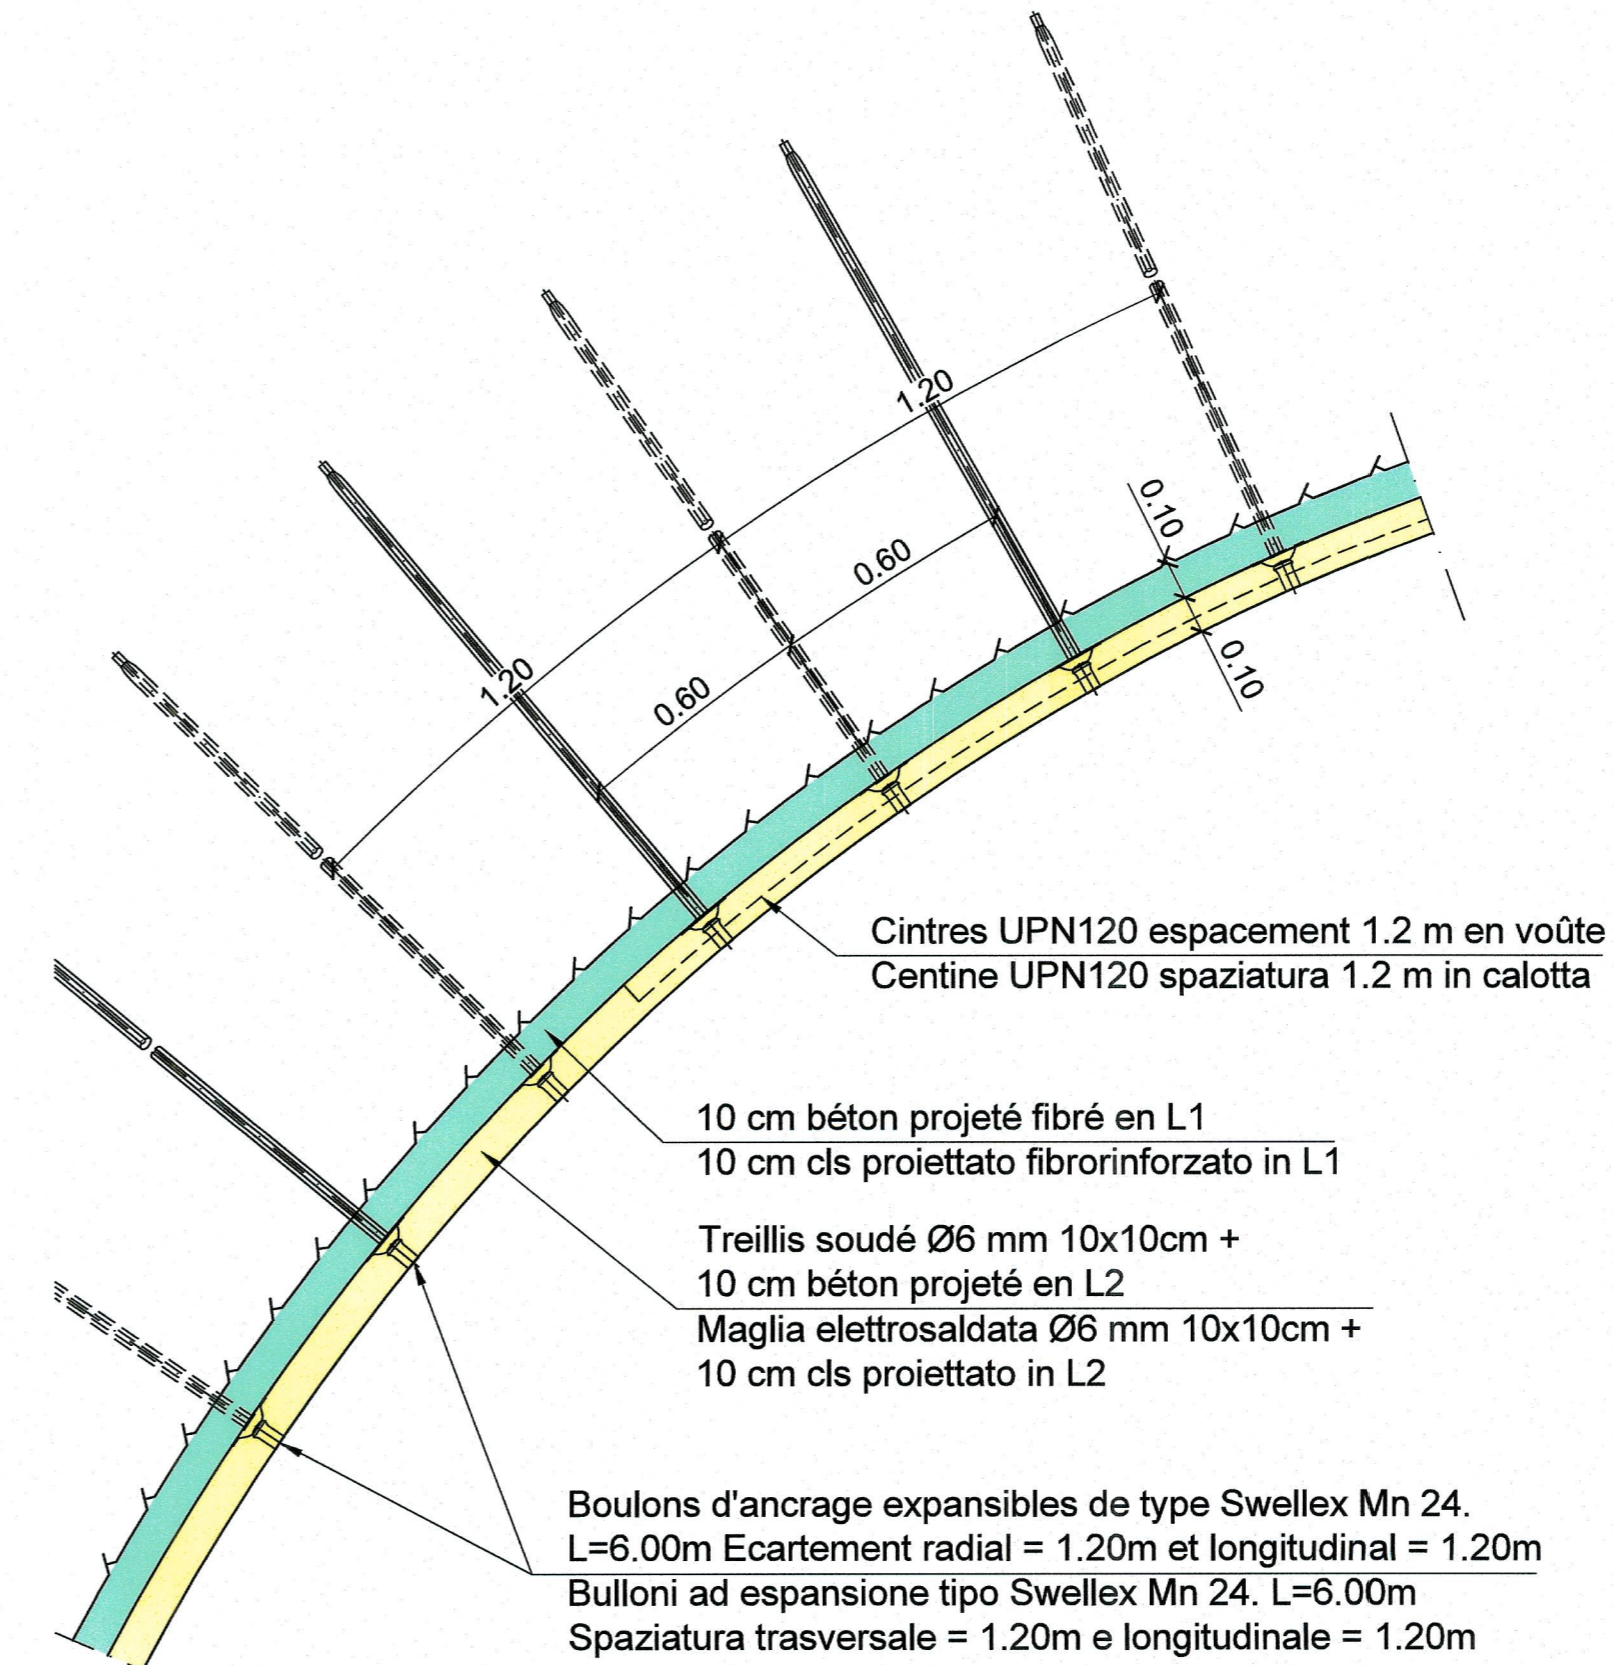 1.20
0.10
0.60
0.10
1.20
0.60
Cintres UPN120 espacement 1.2 m en voûte
Centine UPN120 spaziatura 1.2 m in calotta
10 cm béton projeté fibré en L1
10 cm cls proiettato fibrorinforzato in L1
Treillis soudé Ø6 mm 10x10cm +
10 cm béton projeté en L2
Maglia elettrosaldata Ø6 mm 10x10cm +
10 cm cls proiettato in L2
Boulons d'ancrage expansibles de type Swellex Mn 24.
L=6.00m Ecartement radial = 1.20m et longitudinal = 1.20m
Bulloni ad espansione tipo Swellex Mn 24. L=6.00m
Spaziatura trasversale = 1.20m e longitudinale = 1.20m